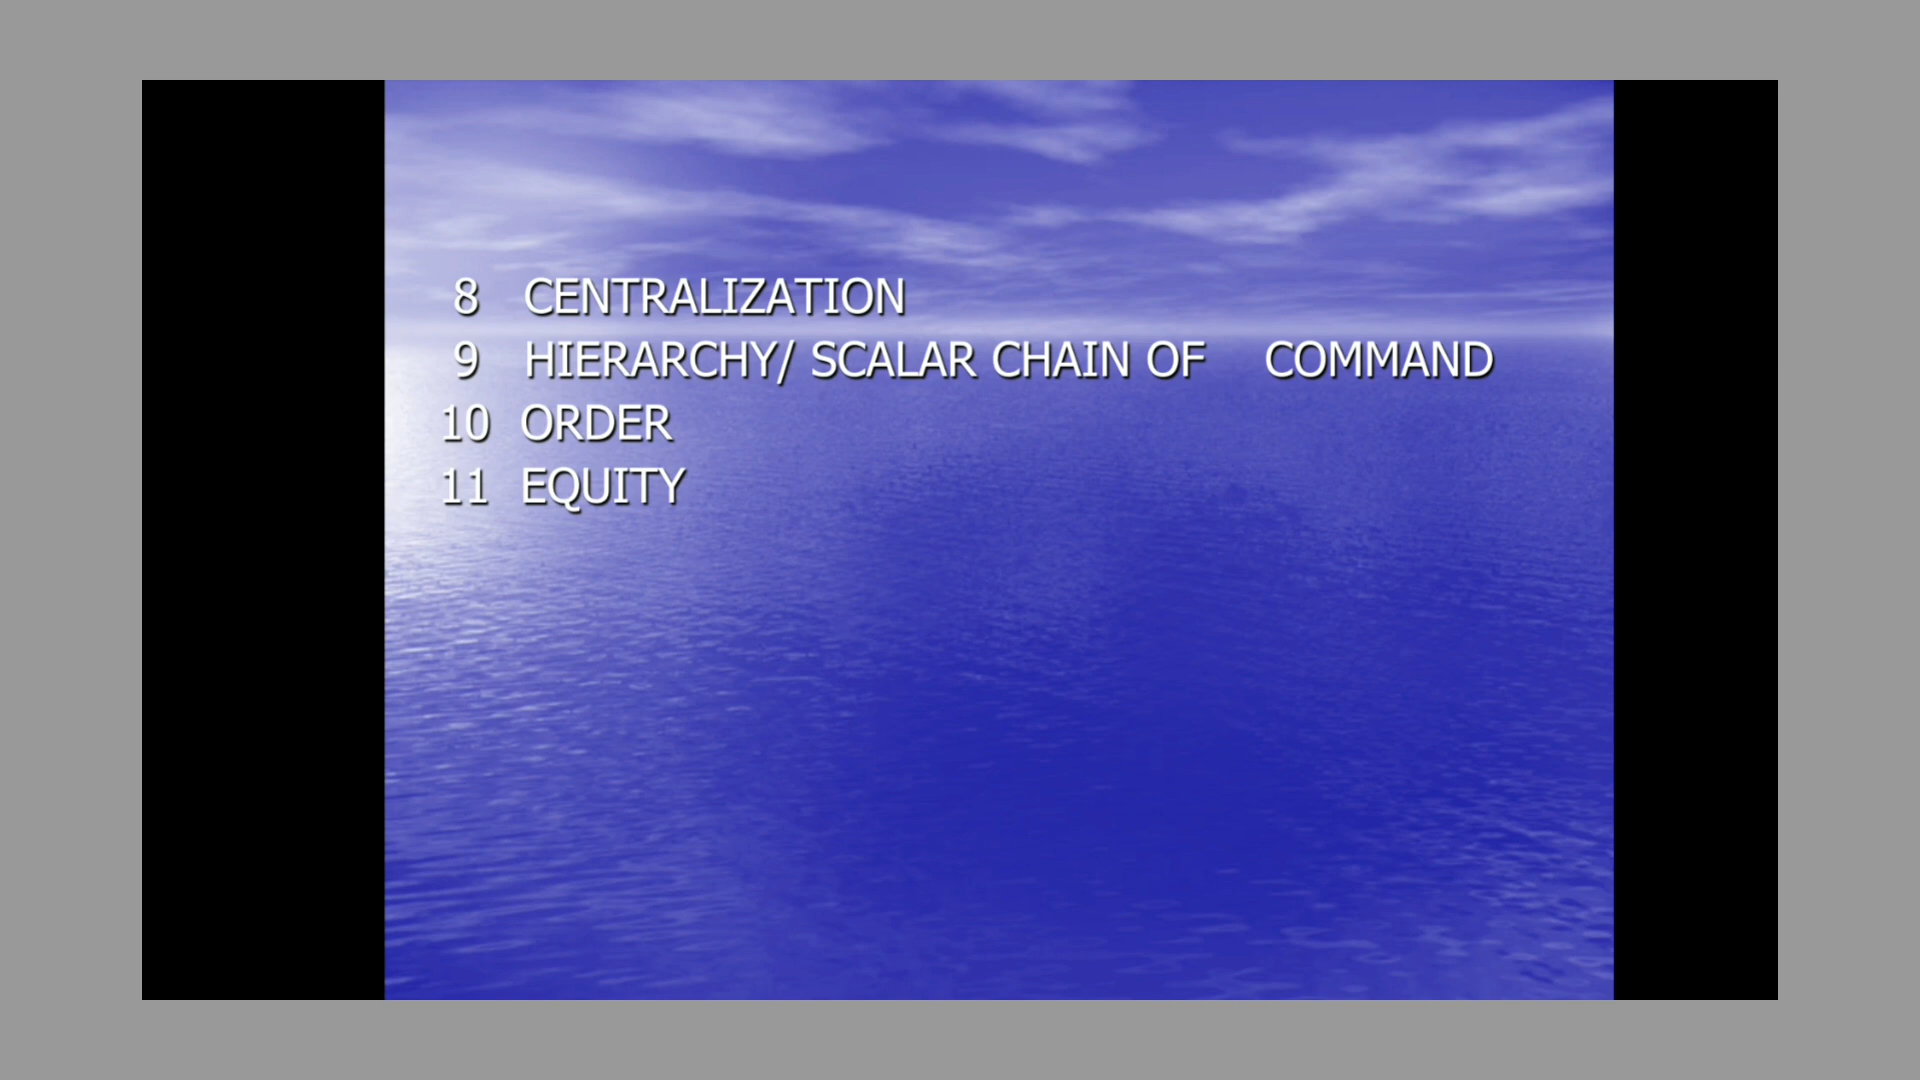 8 CENTRALIZATION
9 HIERARCHY/ SCALAR CHAIN OF COMMAND
10 ORDER
11 EQUITY